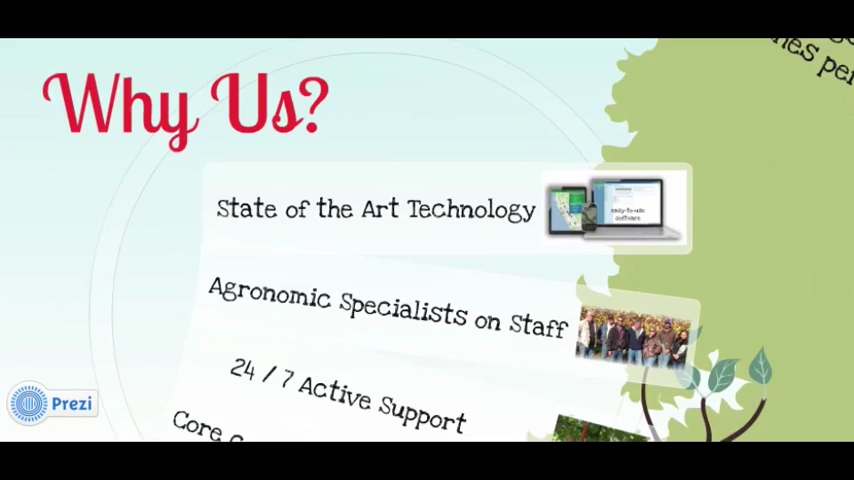 Why Us?
State of the Art Technology
easy-to-use
software
Agronomic Specialists on Staff
24 / 7 Active Support
Core
Prezi